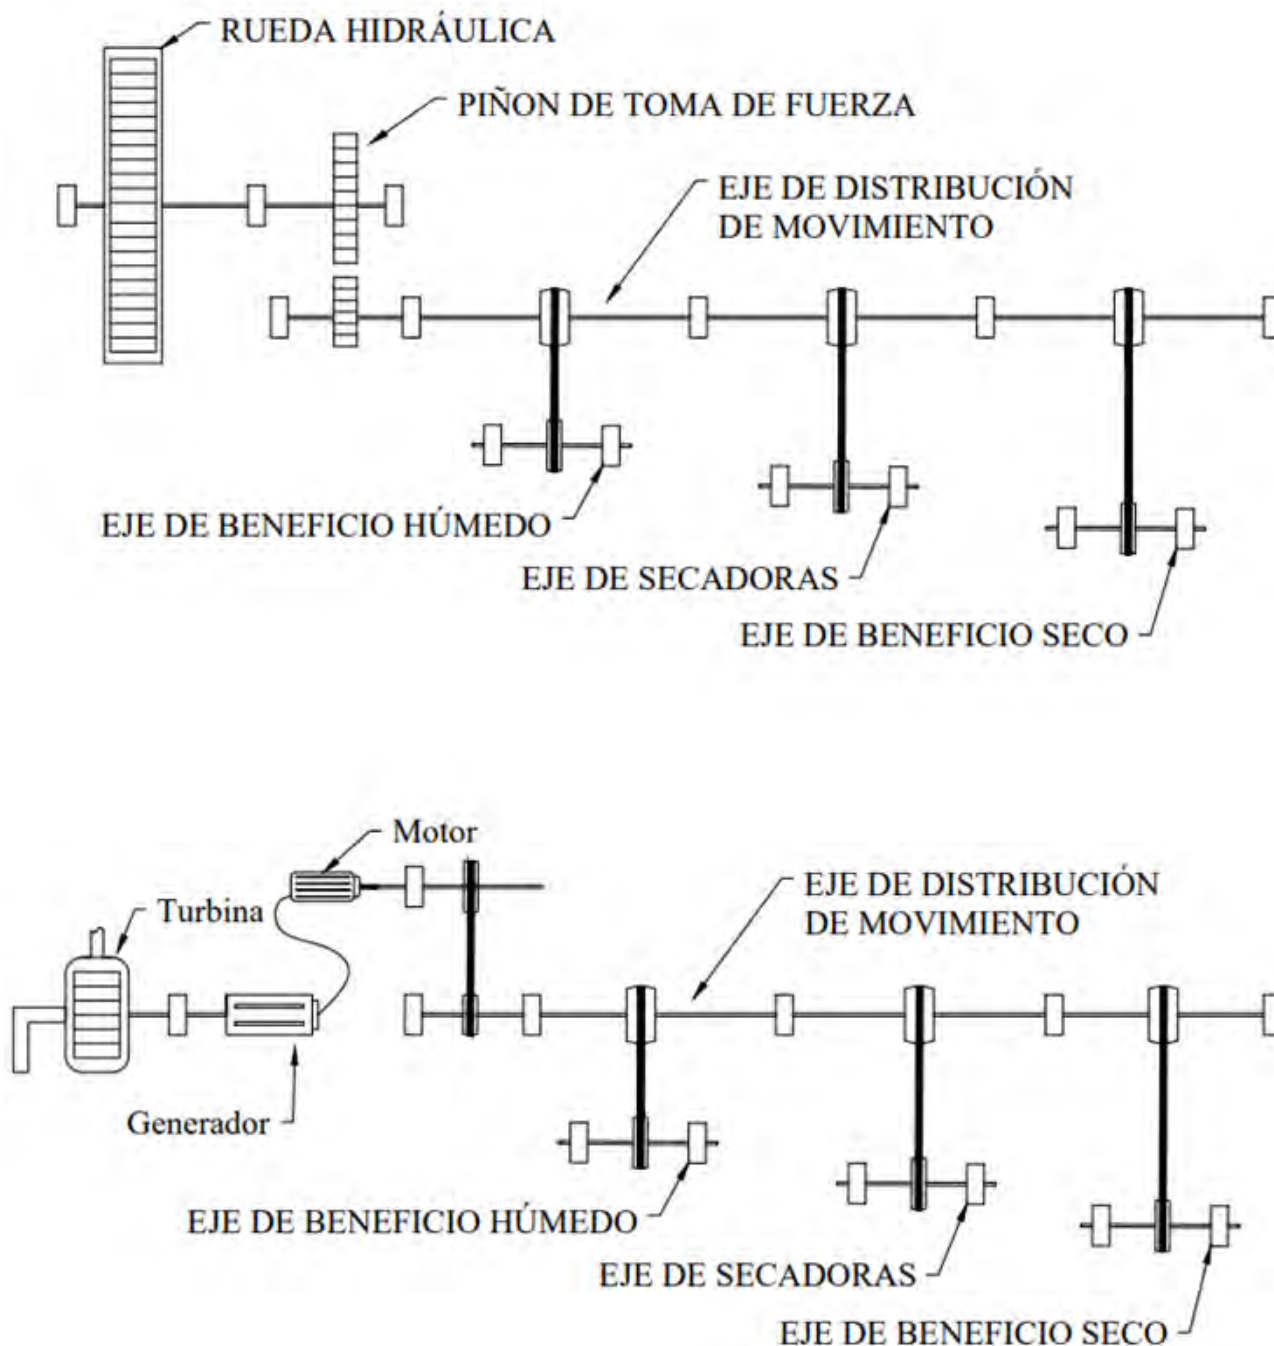 RUEDA HIDRÁULICA
PIÑON DE TOMA DE FUERZA
EJE DE DISTRIBUCIÓN
DE MOVIMIENTO
EJE DE BENEFICIO HÚMEDO
EJE DE SECADORAS
EJE DE BENEFICIO SECO
Motor
Turbina
EJE DE DISTRIBUCIÓN
DE MOVIMIENTO
Generador
EJE DE BENEFICIO HÚMEDO
EJE DE SECADORAS
EJE DE BENEFICIO SECO